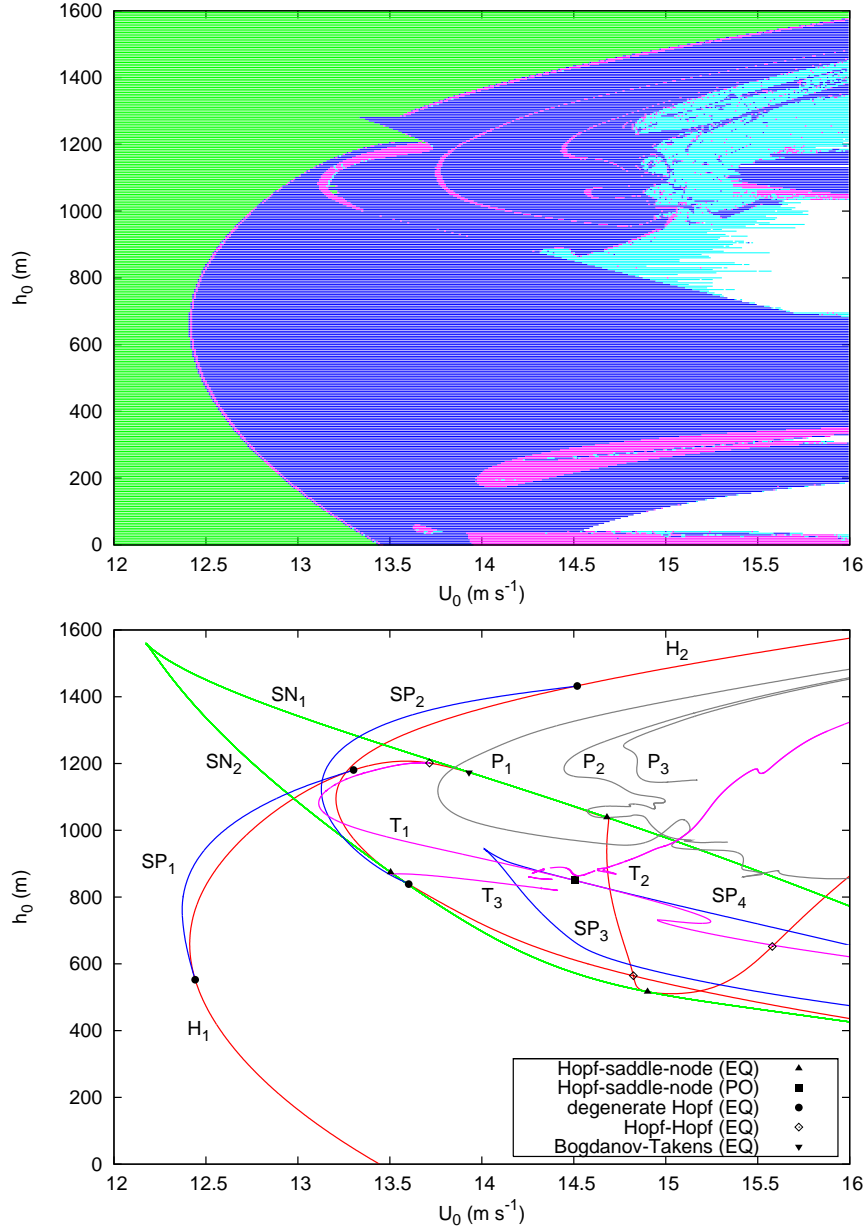 1600
1400
1200
1000
800
600
400
200
0
h0 (m)
12 12.5 13 13.5 14 14.5 15 15.5 16
U0 (m s-1)
1600
1400
1200
1000
800
600
400
200
0
h0 (m)
H2
SN1
SP2
SN2
P1
P2
P3
T1
SP1
T2
T3
SP4
SP3
H1
Hopf-saddle-node (EQ)
Hopf-saddle-node (PO)
degenerate Hopf (EQ)
Hopf-Hopf (EQ)
Bogdanov-Takens (EQ)
12 12.5 13 13.5 14 14.5 15 15.5 16
U0 (m s-1)